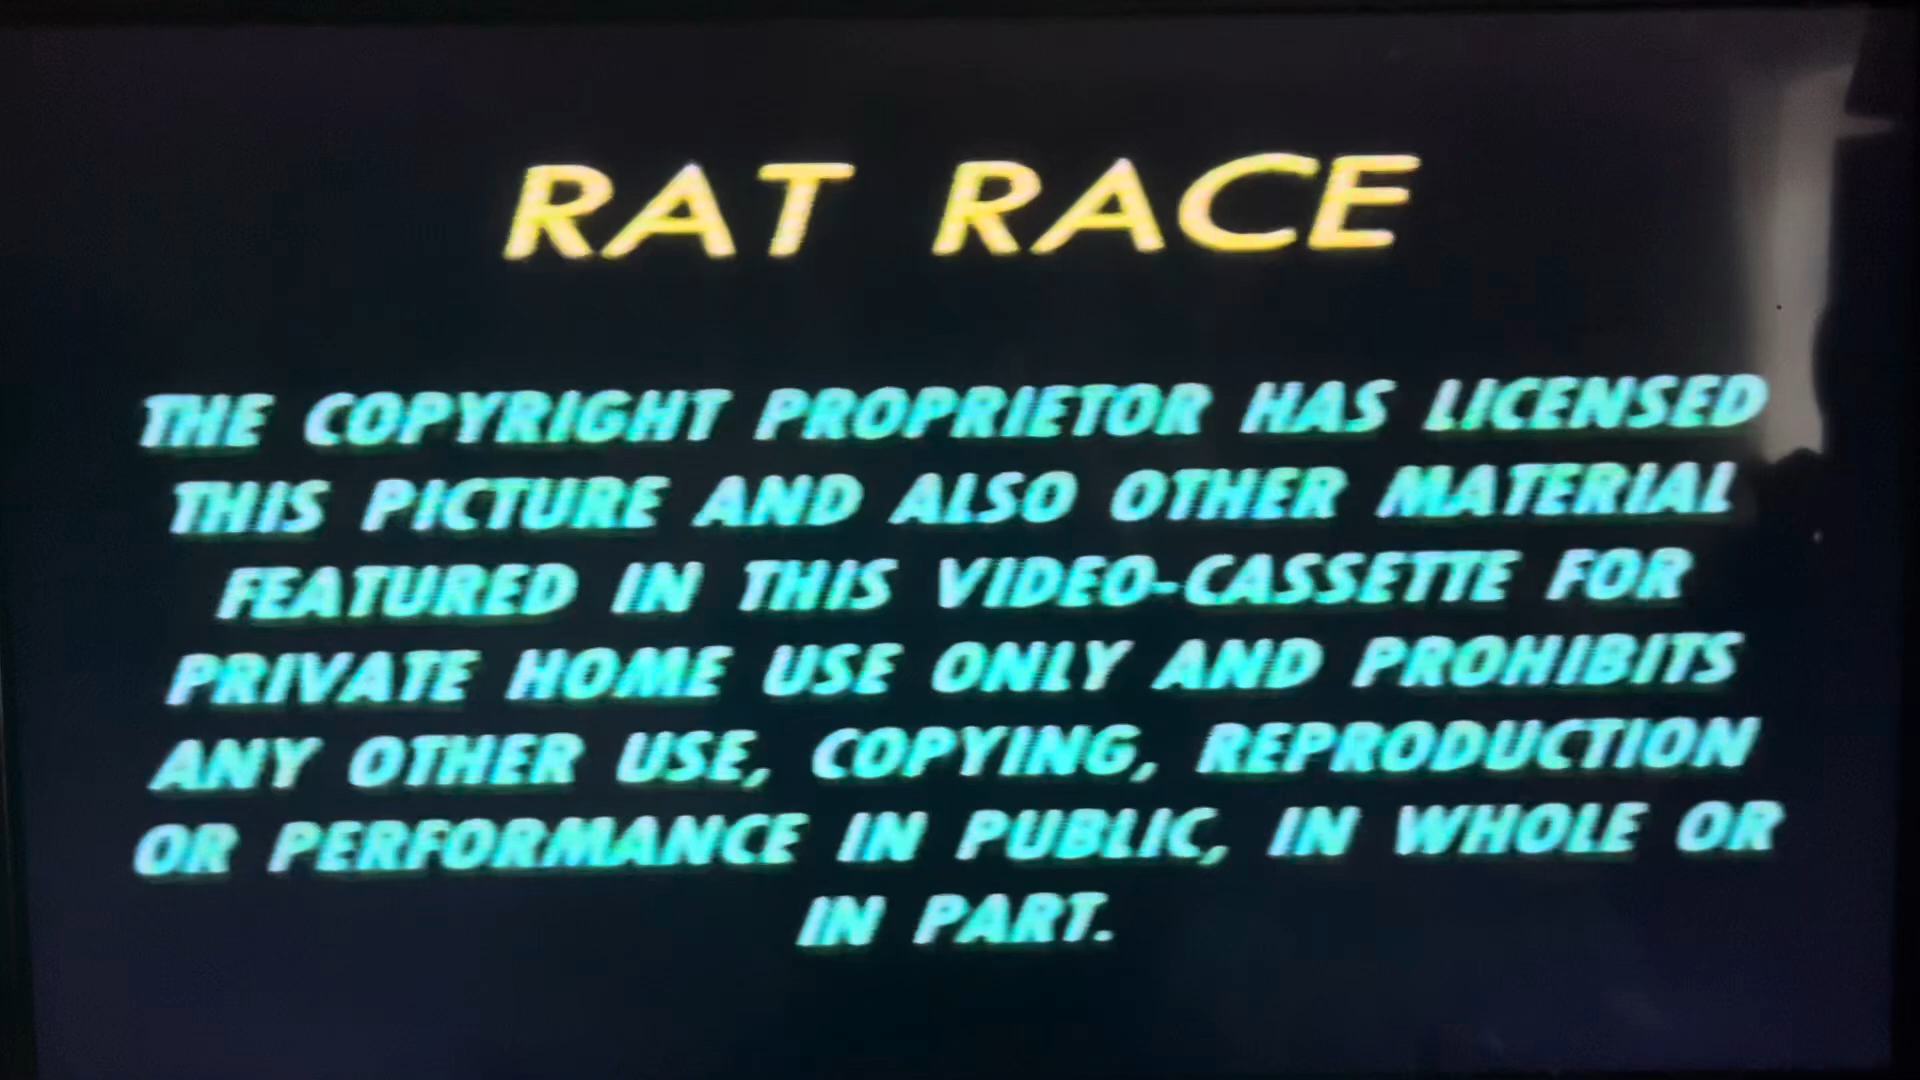 RAT RACE
THE COPYRIGHT PROPRIETOR HAS LICENSED
THIS PICTURE AND ALSO OTHER MATERIAL
FEATURED IN THIS VIDEO-CASSETTE FOR
PRIVATE HOME USE ONLY AND PROHIBITS
ANY OTHER USE, COPYING, REPRODUCTION
OR PERFORMANCE IN PUBLIC, IN WHOLE OR
IN PART.